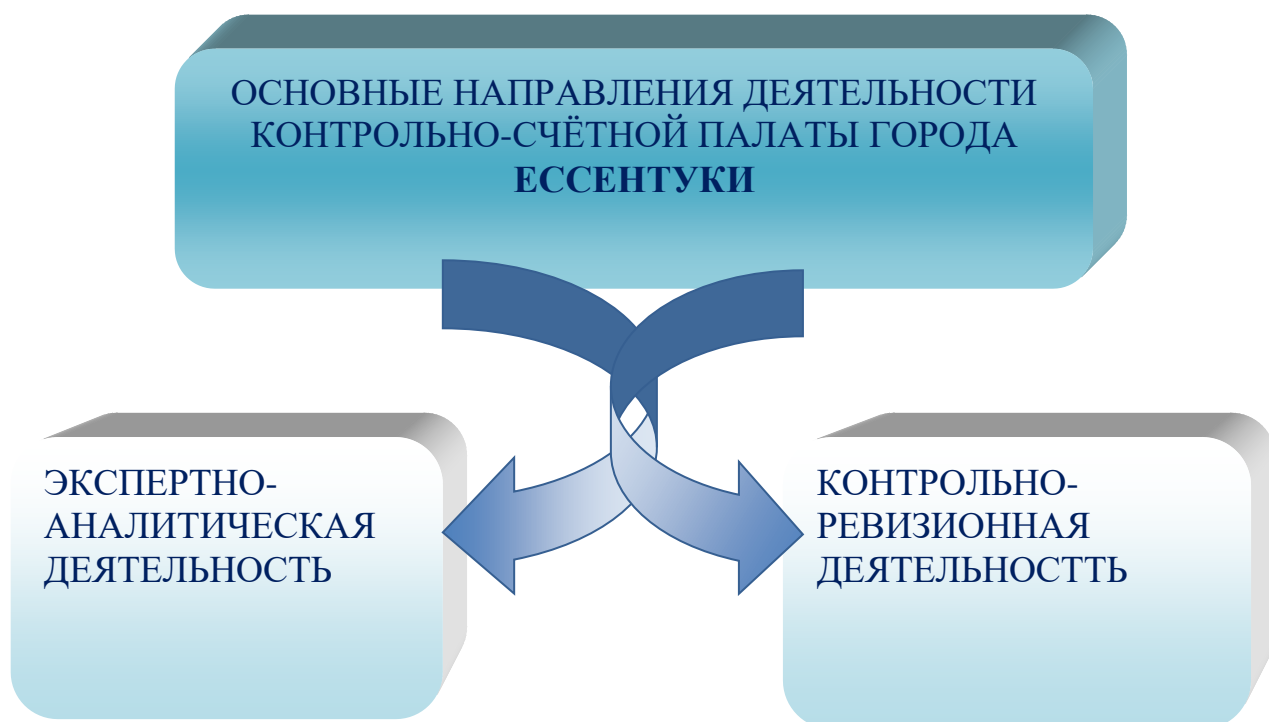 ОСНОВНЫЕ НАПРАВЛЕНИЯ ДЕЯТЕЛЬНОСТИ
КОНТРОЛЬНО-СЧЁТНОЙ ПАЛАТЫ ГОРОДА
ЕССЕНТУКИ
ЭКСПЕРТНО-
АНАЛИТИЧЕСКАЯ
ДЕЯТЕЛЬНОСТЬ
КОНТРОЛЬНО-
РЕВИЗИОННАЯ
ДЕЯТЕЛЬНОСТТЬ